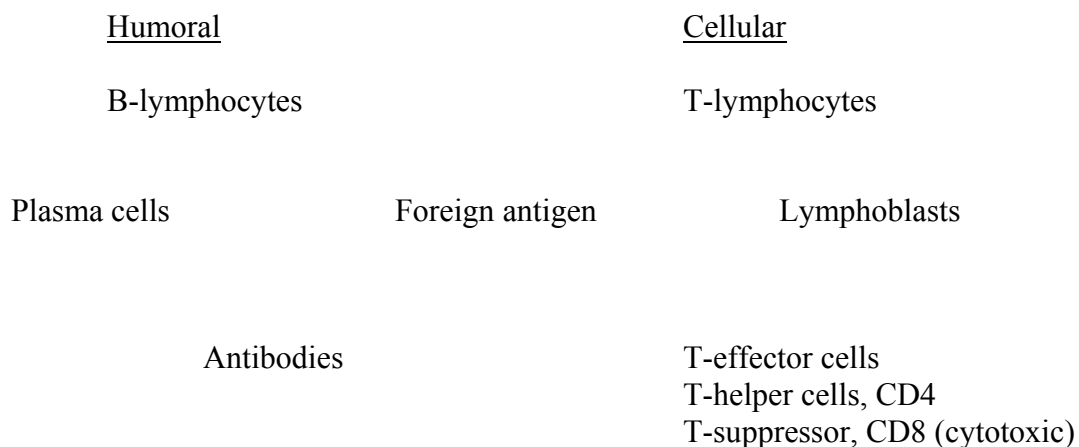 Humoral Cellular
B-lymphocytes T-lymphocytes
Plasma cells Foreign antigen Lymphoblasts
Antibodies T-effector cells
T-helper cells, CD4
T-suppressor, CD8 (cytotoxic)